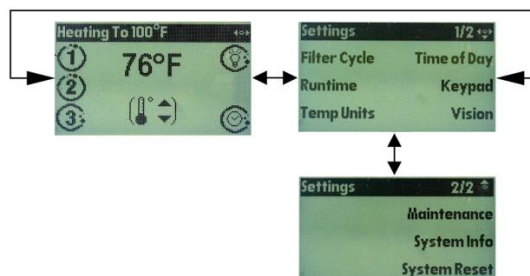 Heating To 100°F
1
76°F
2
3
Settings 1/2
Filter Cycle Time of Day
Runtime Keypad
Temp Units Vision
Settings 2/2
Maintenance
System Info
System Reset